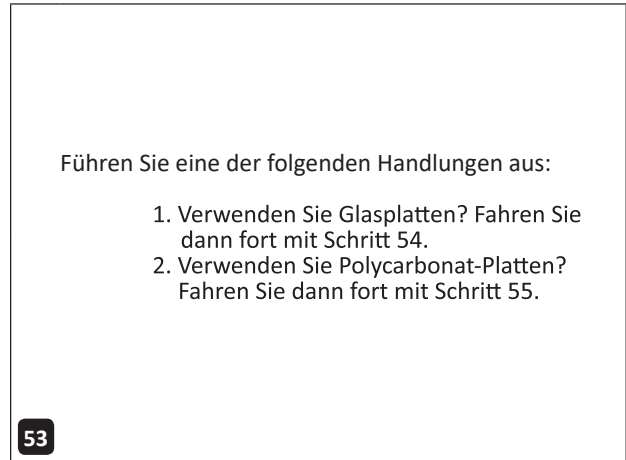 Führen Sie eine der folgenden Handlungen aus:
1. Verwenden Sie Glasplatten? Fahren Sie
dann fort mit Schritt 54.
2. Verwenden Sie Polycarbonat-Platten?
Fahren Sie dann fort mit Schritt 55.
53